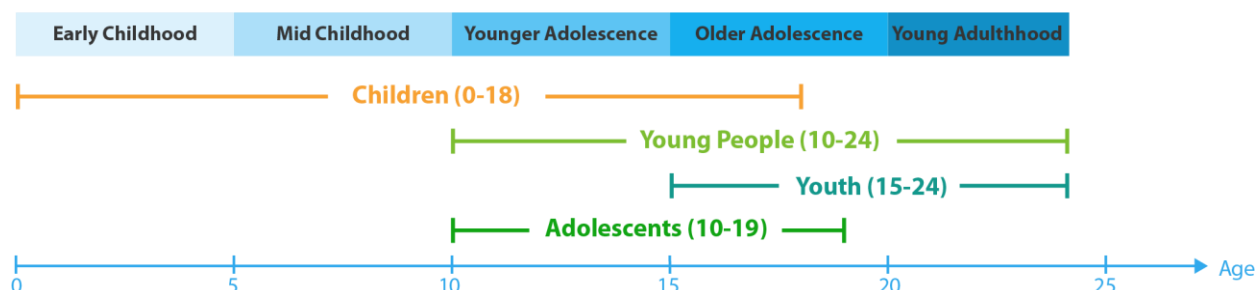 Early Childhood Mid Childhood Younger Adolescence Older Adolescence Young Adulthhood
Children (0-18)
Young People (10-24)
Youth (15-24)
Adolescents (10-19)
0 5 10 15 20 25 Age